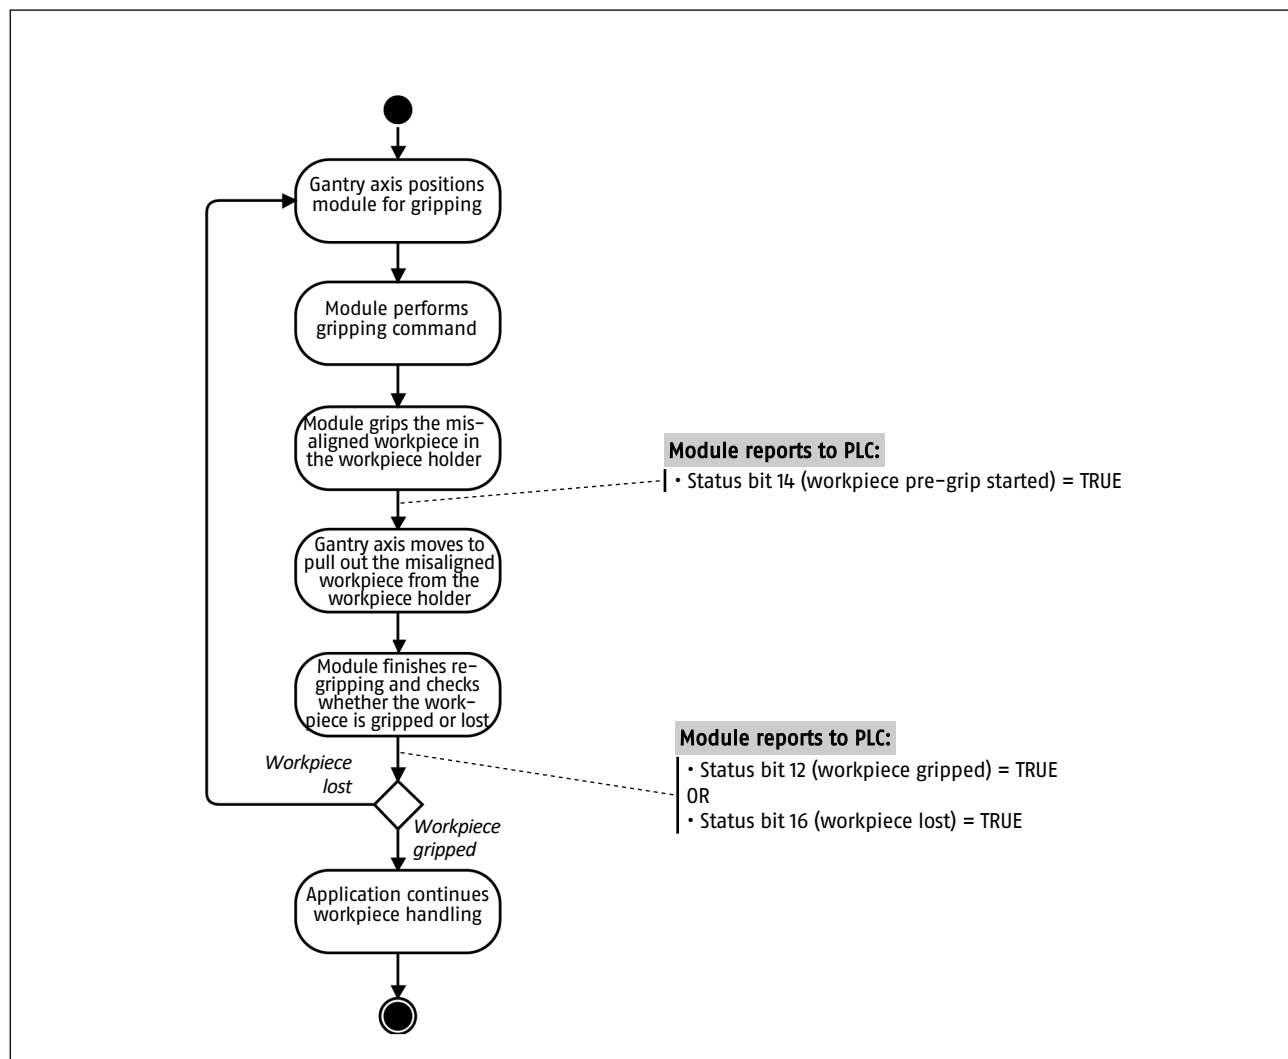 Gantry axis positions
module for gripping
Module performs
gripping command
Module grips the mis-
aligned workpiece in
the workpiece holder
Module reports to PLC:
• Status bit 14 (workpiece pre-grip started) = TRUE
Gantry axis moves to
pull out the misaligned
workpiece from the
workpiece holder
Module finishes re-
gripping and checks
whether the work-
piece is gripped or lost
Module reports to PLC:
• Status bit 12 (workpiece gripped) = TRUE
OR
• Status bit 16 (workpiece lost) = TRUE
Workpiece
lost
Workpiece
gripped
Application continues
workpiece handling